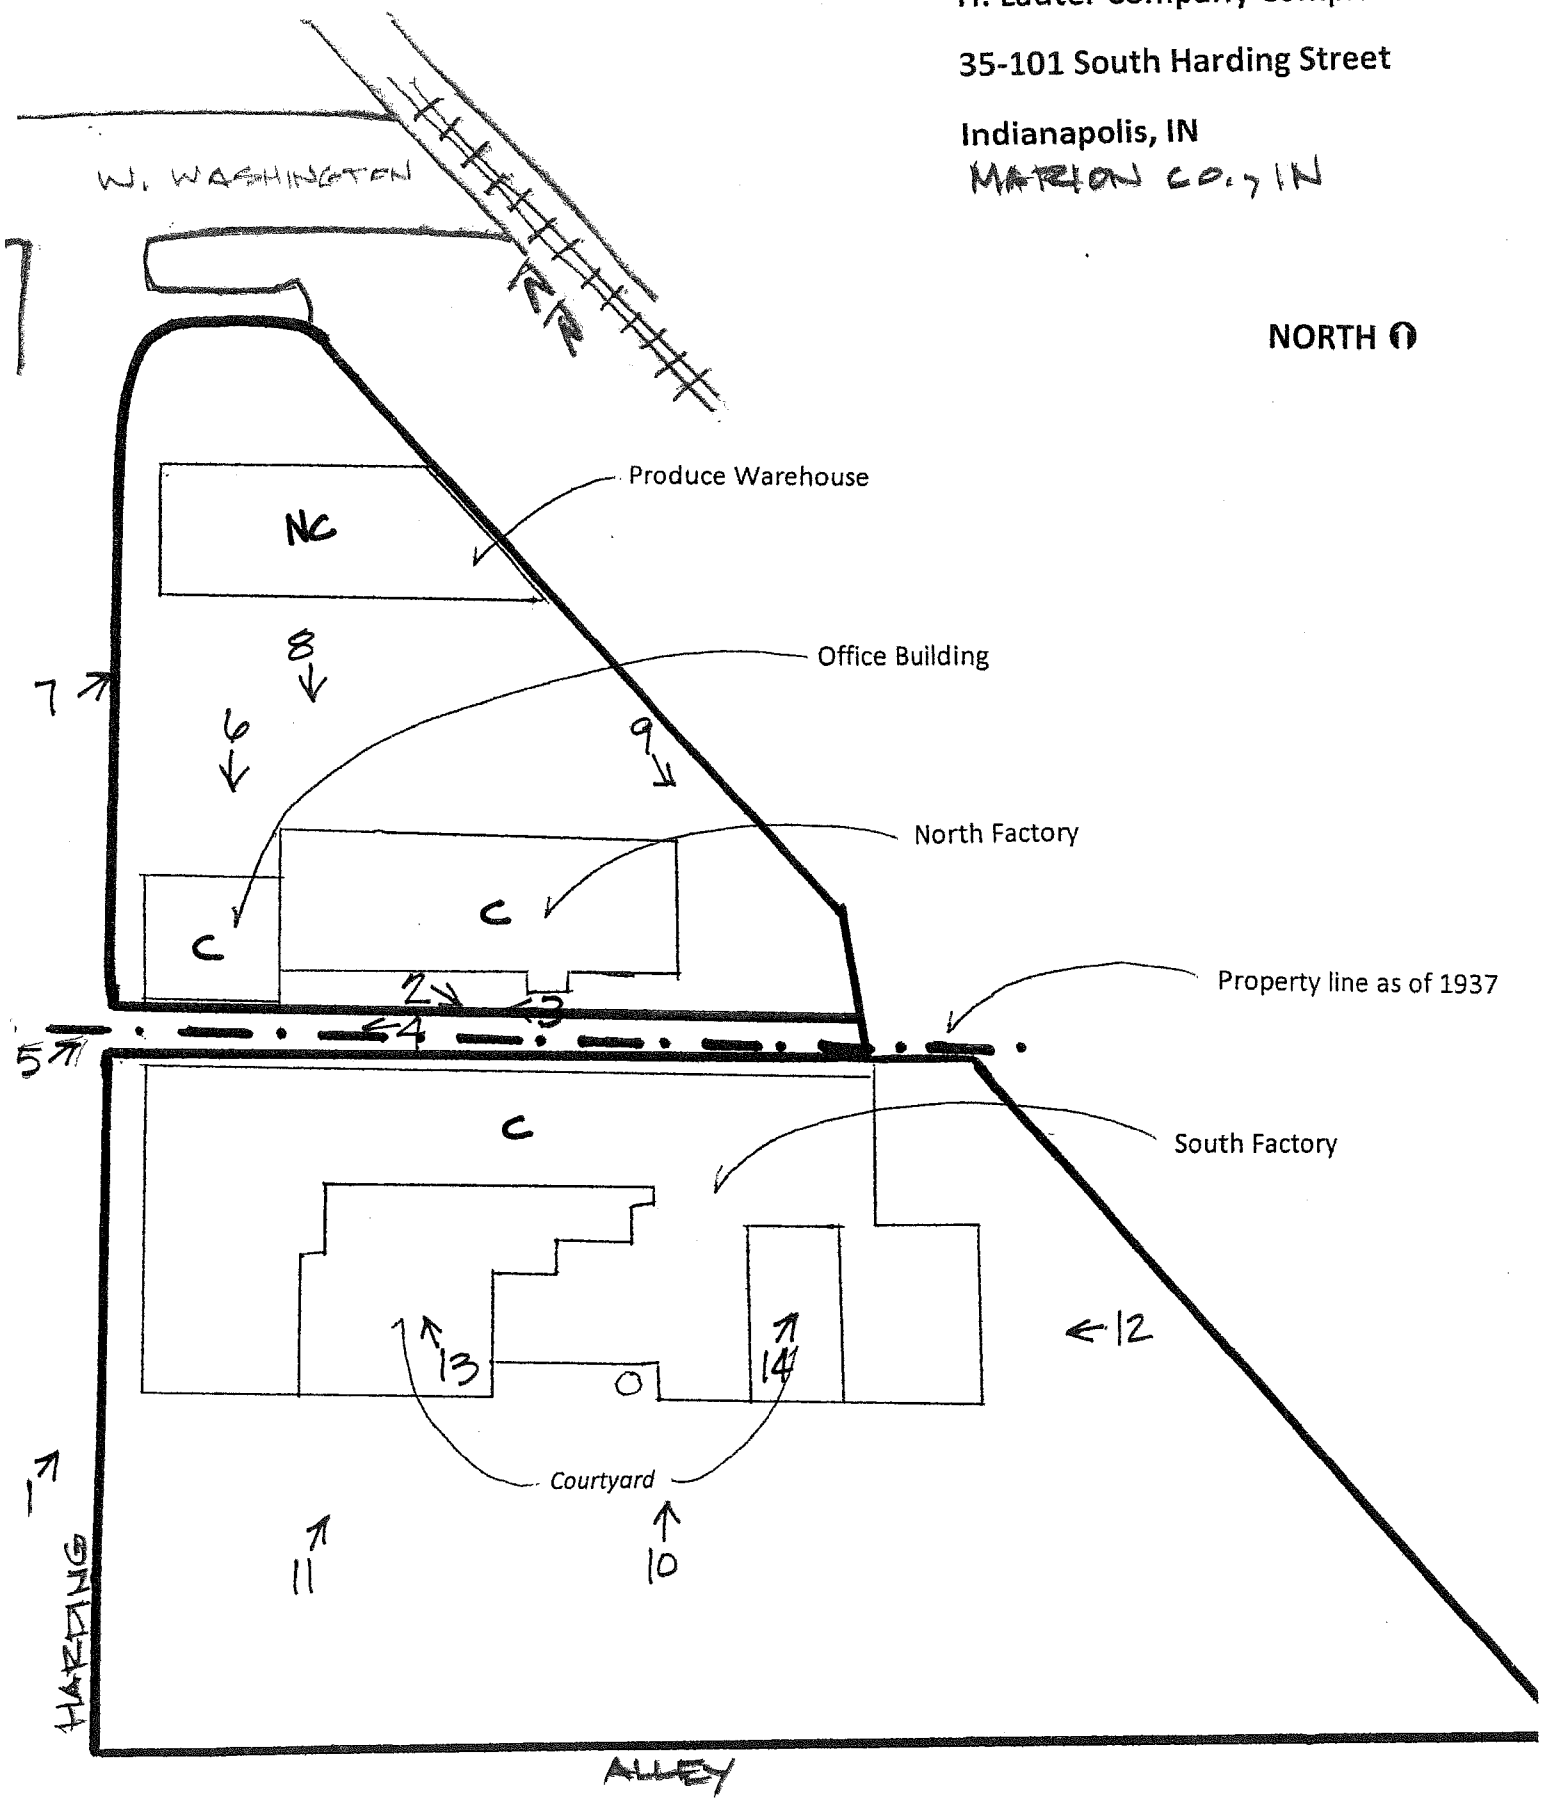 H. Lauter Company
35-101 South Harding Street
Indianapolis, IN
MARION CO., IN
W. WASHINGTON
RR
NORTH
Produce Warehouse
NC
8
Office Building
7
6
9
North Factory
C
C
2
3
Property line as of 1937
4
5
C
South Factory
12
13
14
Courtyard
1
11
10
HARDING
ALLEY